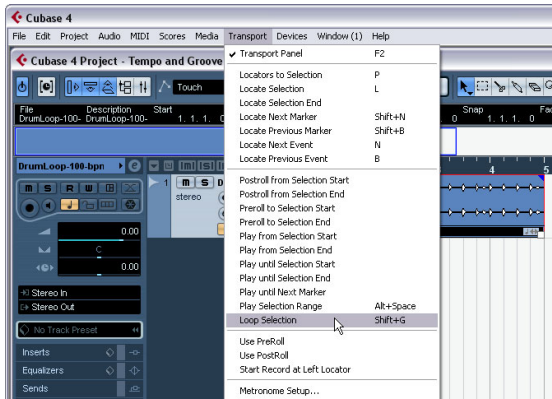 Cubase 4
File Edit Project Audio MIDI Scores Media Transport Devices Window (1) Help
Cubase 4 Project - Tempo and Groove
Transport Panel F2
Touch
Locators to Selection P
Locate Selection L
Locate Selection End
Locate Next Marker Shift+N
Locate Previous Marker Shift+B
Locate Next Event N
Locate Previous Event B
File Description Start Snap
DrumLoop-100- DrumLoop-100- 1. 1. 1. 0 1. 1. 1. 0
DrumLoop-100-bpn
4
1 M S D
stereo
M S R W
Postroll from Selection Start
Postroll from Selection End
Preroll to Selection Start
Preroll to Selection End
Play from Selection Start
Play from Selection End
Play until Selection Start
Play until Selection End
Play until Next Marker
Play Selection Range Alt+Space
Loop Selection Shift+G
Use PreRoll
Use PostRoll
Start Record at Left Locator
Metronome Setup...
0.00
C
0.00
Stereo In
Stereo Out
No Track Preset
Inserts
Equalizers
Sends